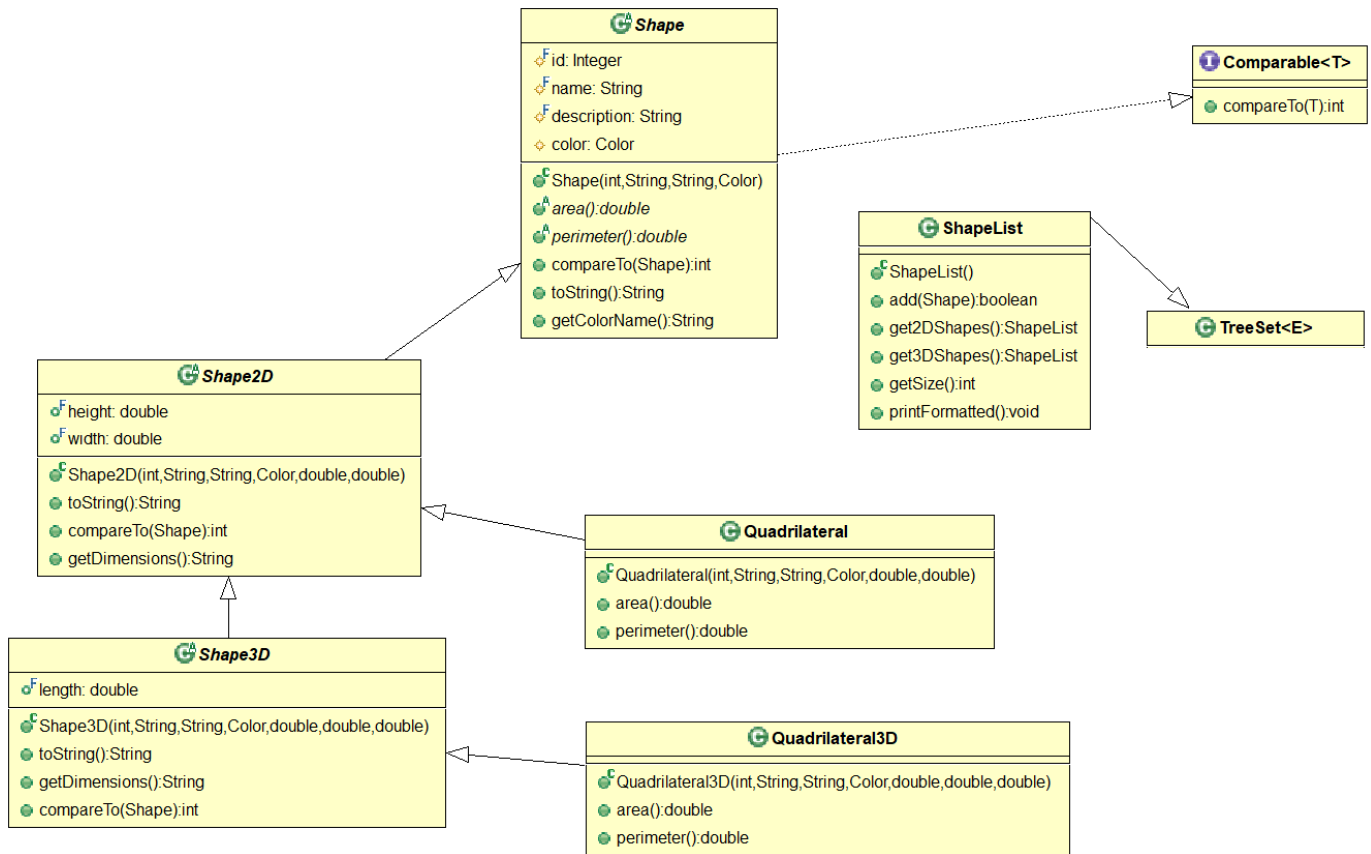 Shape
id: Integer
name: String
description: String
color: Color
Shape(int,String,String,Color)
area():double
perimeter():double
compareTo(Shape):int
toString():String
getColorName():String
Comparable<T>
compareTo(T):int
ShapeList
ShapeList()
add(Shape):boolean
get2DShapes():ShapeList
get3DShapes():ShapeList
getSize():int
printFormatted():void
TreeSet<E>
Shape2D
height: double
width: double
Shape2D(int,String,String,Color,double,double)
toString():String
compareTo(Shape):int
getDimensions():String
Quadrilateral
Quadrilateral(int,String,String,Color,double,double)
area():double
perimeter():double
Shape3D
length: double
Shape3D(int,String,String,Color,double,double,double)
toString():String
getDimensions():String
compareTo(Shape):int
Quadrilateral3D
Quadrilateral3D(int,String,String,Color,double,double,double)
area():double
perimeter():double